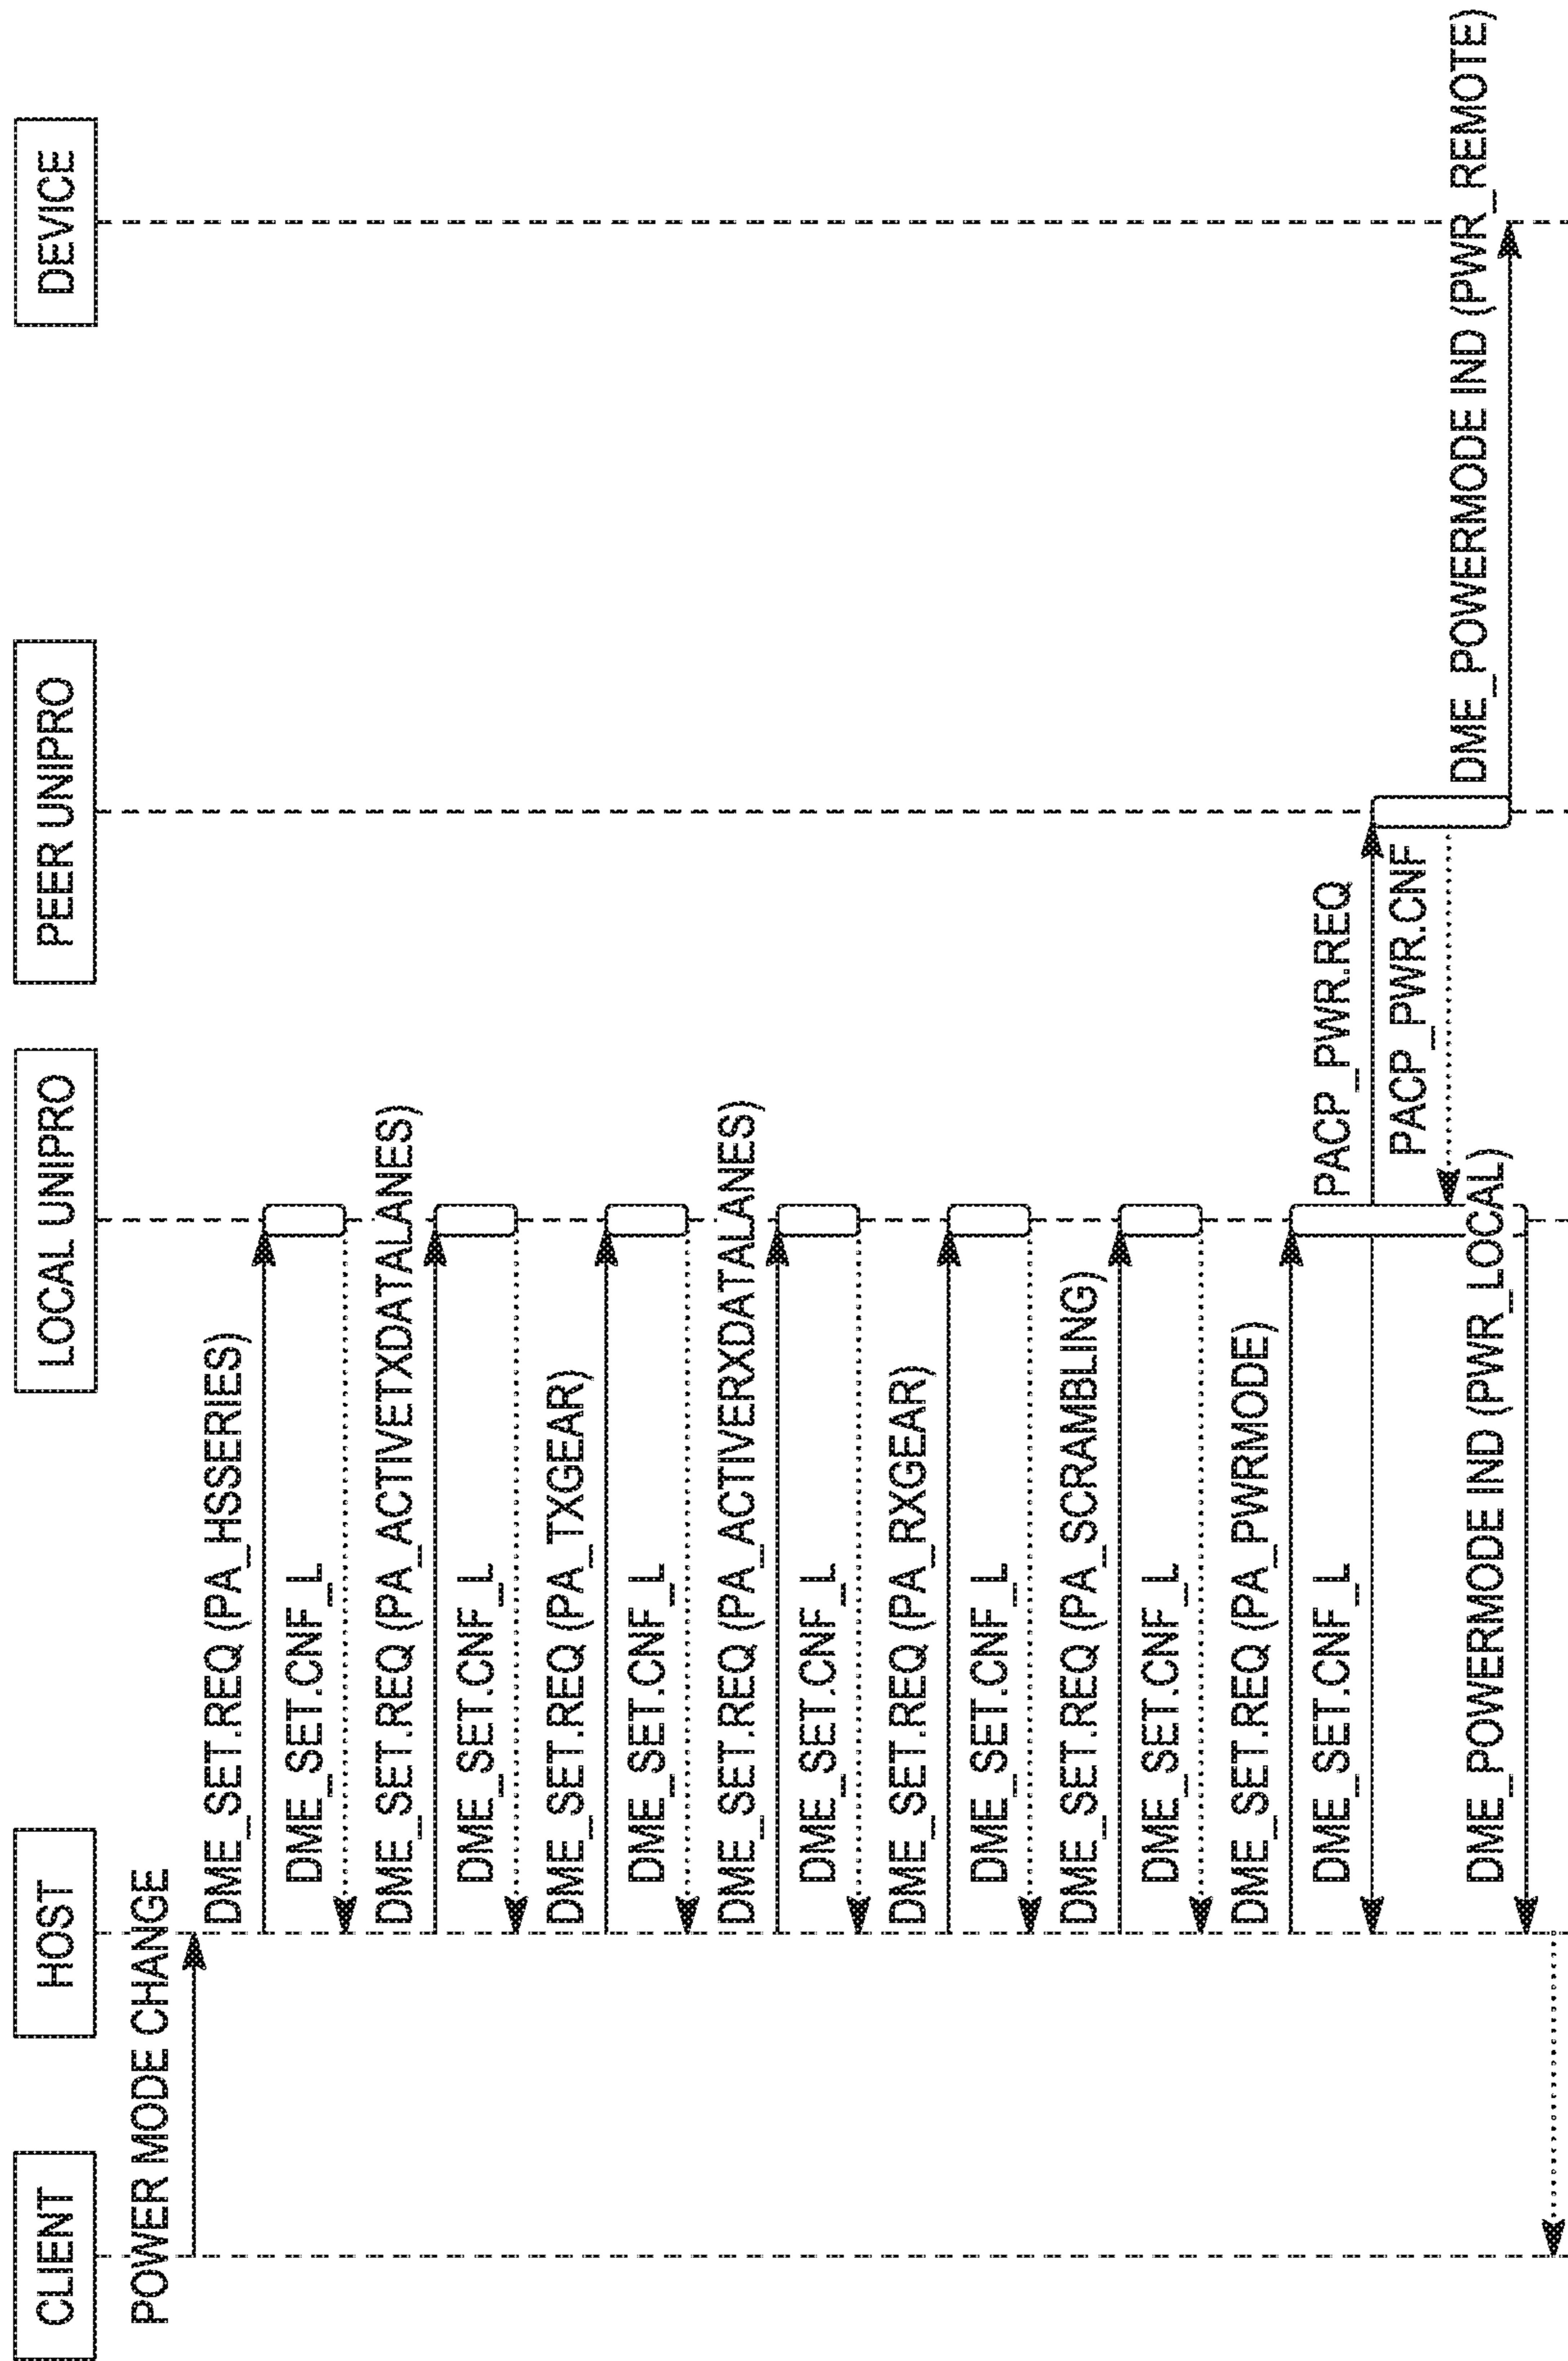 CLIENT
HOST
LOCAL UNIPRO
PEER UNIPRO
DEVICE
POWER MODE CHANGE
DME_SET.REQ (PA_HSSERIES)
DME_SET.CNF_L
DME_SET.REQ (PA_ACTIVETXDATALANES)
DME_SET.CNF_L
DME_SET.REQ (PA_TXGEAR)
DME_SET.CNF_L
DME_SET.REQ (PA_ACTIVERXDATALANES)
DME_SET.CNF_L
DME_SET.REQ (PA_RXGEAR)
DME_SET.CNF_L
DME_SET.REQ (PA_SCRAMBLING)
DME_SET.CNF_L
DME_SET.REQ (PA_PWRMODE)
DME_SET.CNF_L
PACP_PWR.REQ
PACP_PWR.CNF
DME_POWERMODE IND (PWR_REMOTE)
DME_POWERMODE IND (PWR_LOCAL)